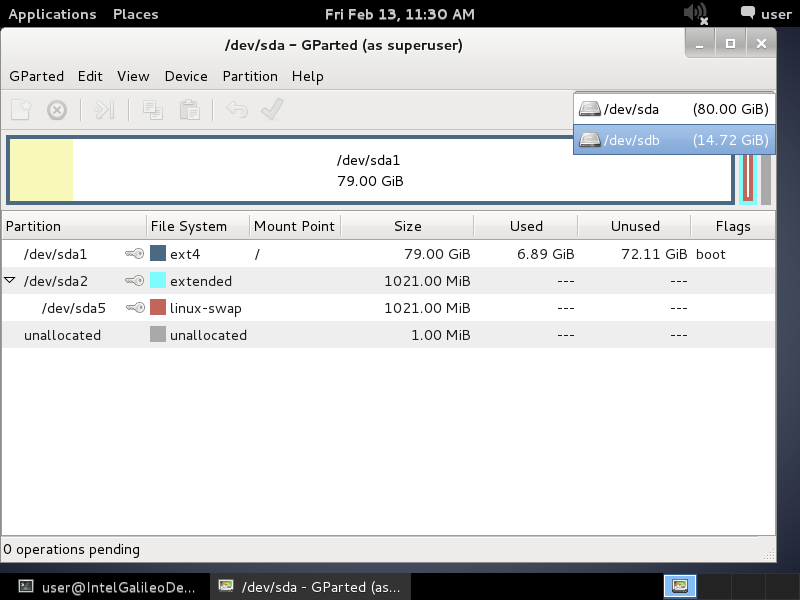 Applications Places Fri Feb 13, 11:30 AM user
/dev/sda - GParted (as superuser)
GParted Edit View Device Partition Help
/dev/sda (80.00 GiB)
/dev/sdb (14.72 GiB)
/dev/sda1
79.00 GiB
Partition File System Mount Point Size Used Unused Flags
/dev/sda1 ext4 / 79.00 GiB 6.89 GiB 72.11 GiB boot
/dev/sda2 extended 1021.00 MiB --- ---
/dev/sda5 linux-swap 1021.00 MiB --- ---
unallocated unallocated 1.00 MiB --- ---
0 operations pending
user@IntelGalileoDe... /dev/sda - GParted (as...